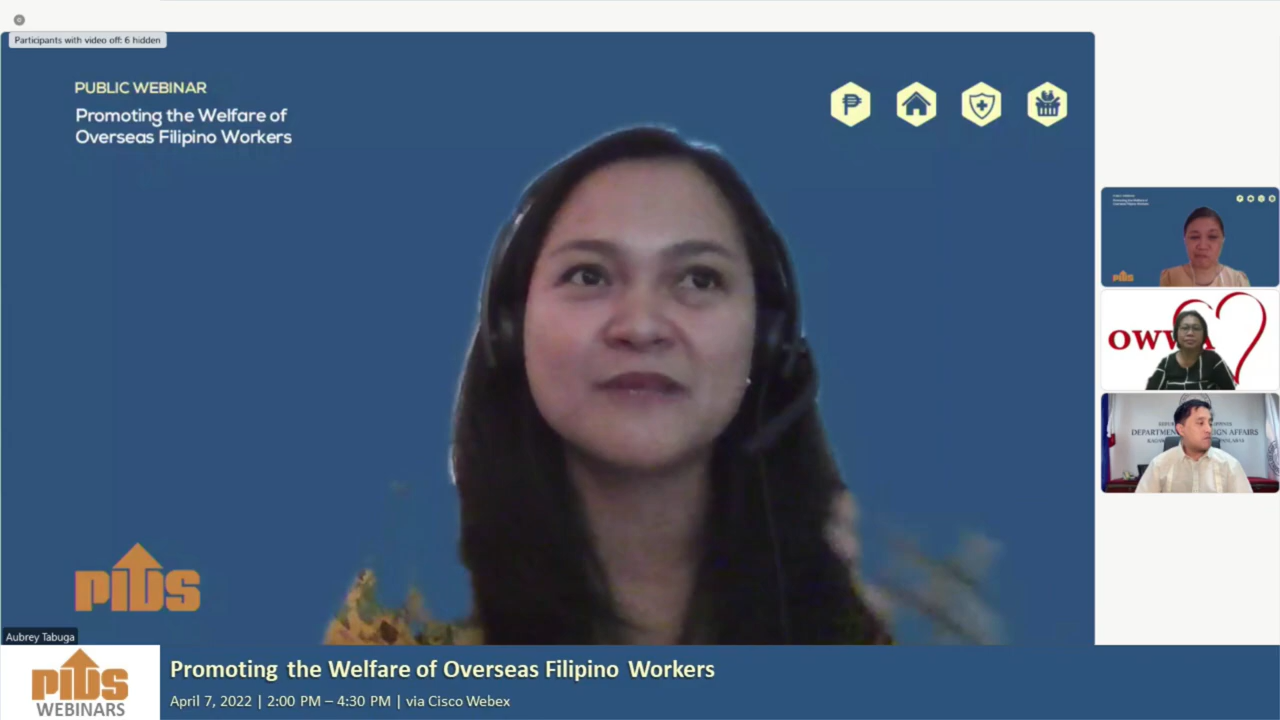 Participants with video off: 6 hidden
PUBLIC WEBINAR
Promoting the Welfare of
Overseas Filipino Workers
PIDS
Aubrey Tabuga
PIDS
OWWA
DEPARTMENT FOREIGN AFFAIRS
PIDS
WEBINARS
Promoting the Welfare of Overseas Filipino Workers
April 7, 2022 | 2:00 PM – 4:30 PM | via Cisco Webex